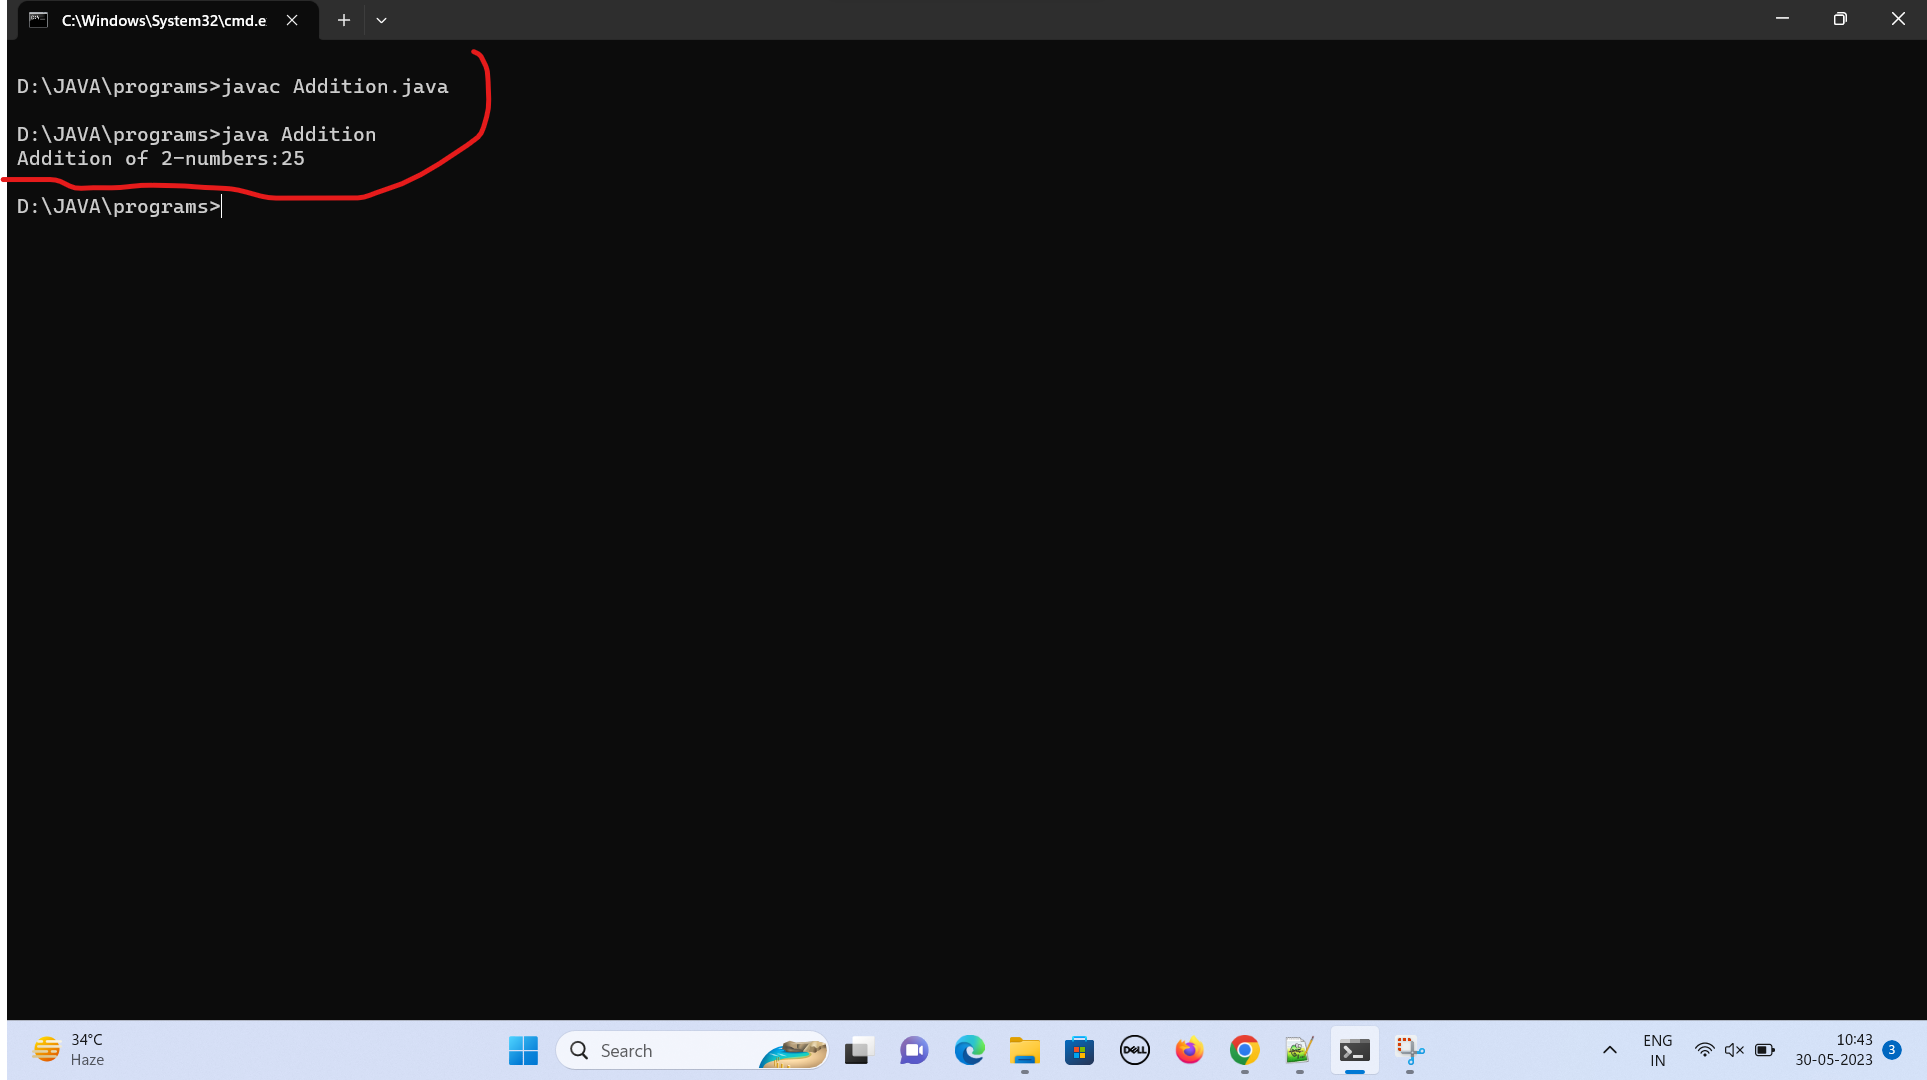 C:\Windows\System32\cmd.e
D:\JAVA\programs>javac Addition.java
D:\JAVA\programs>java Addition
Addition of 2-numbers:25
D:\JAVA\programs>
34°C
Haze
Search
DELL
ENG
IN
10:43
30-05-2023
3